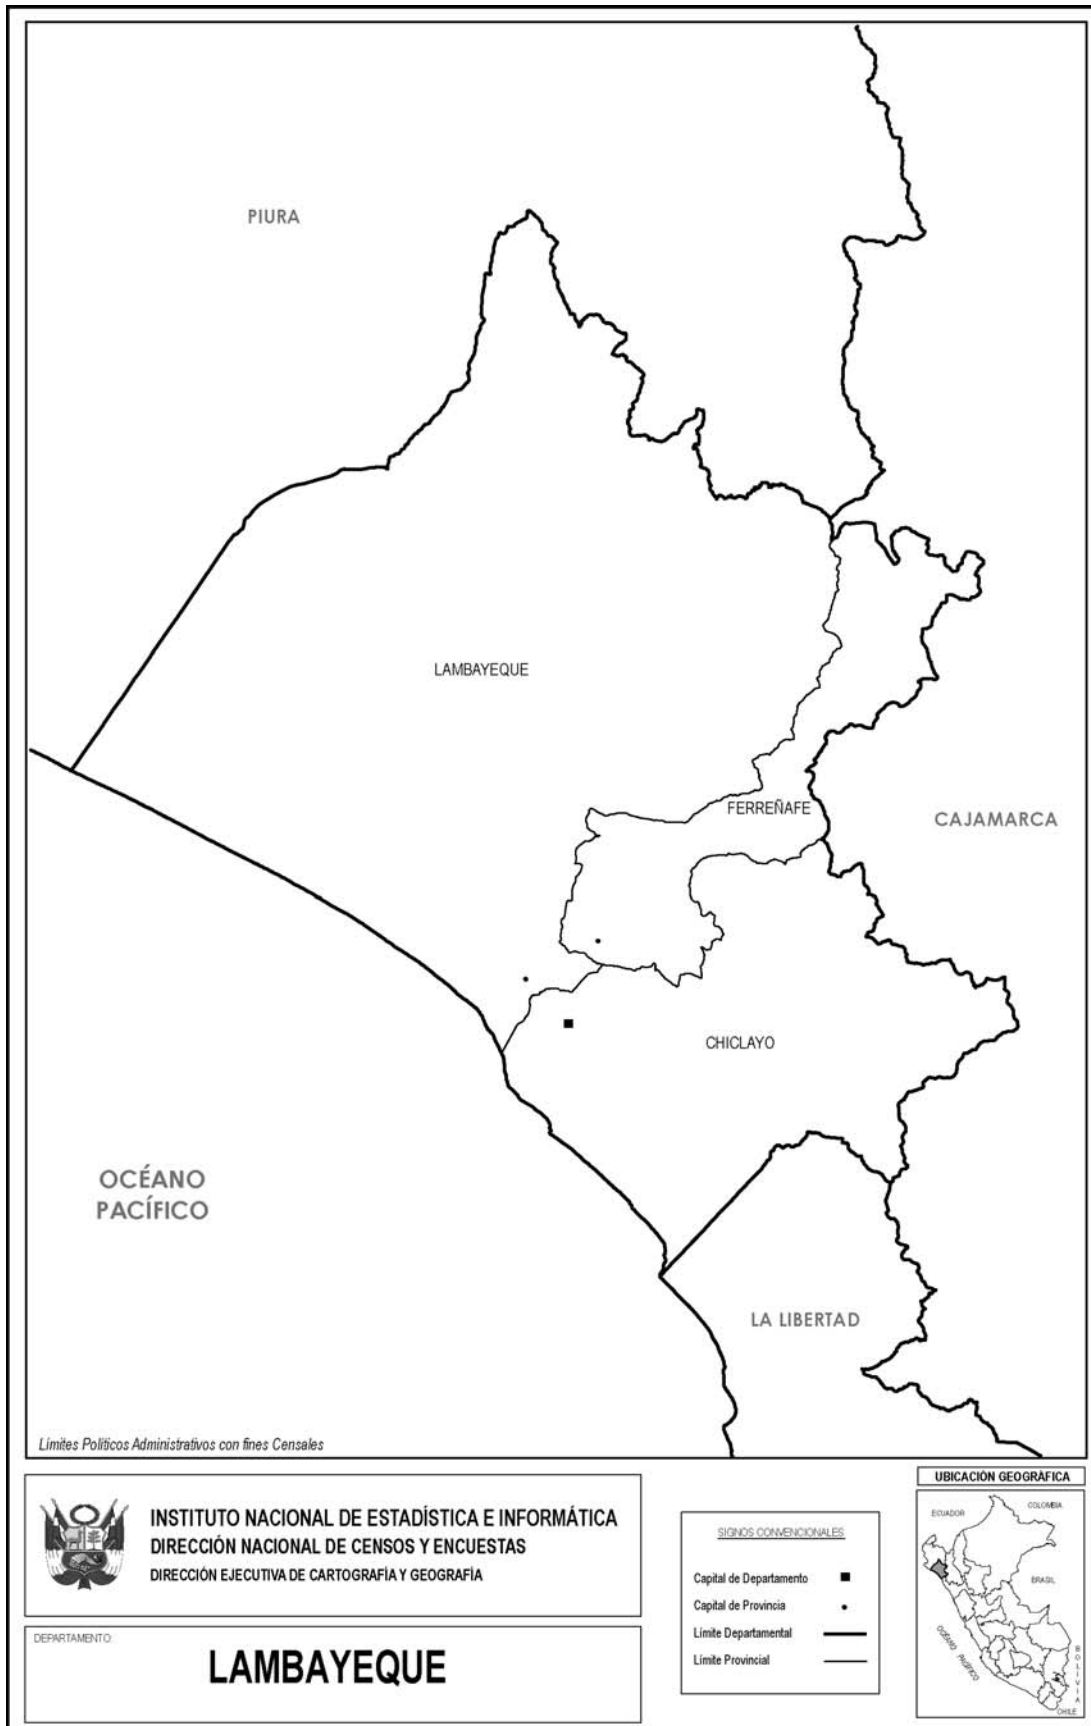 PIURA
LAMBAYEQUE
FERREÑAFE
CAJAMARCA
CHICLAYO
OCÉANO
PACÍFICO
LA LIBERTAD
Límites Políticos Administrativos con fines Censales
INSTITUTO NACIONAL DE ESTADÍSTICA E INFORMÁTICA
DIRECCIÓN NACIONAL DE CENSOS Y ENCUESTAS
DIRECCIÓN EJECUTIVA DE CARTOGRAFÍA Y GEOGRAFÍA
DEPARTAMENTO:
LAMBAYEQUE
SIGNOS CONVENCIONALES
Capital de Departamento
Capital de Provincia
Límite Departamental
Límite Provincial
UBICACIÓN GEOGRÀFICA
ECUADOR
COLOMBIA
BRASIL
OCÉANO PACÍFICO
BOLIVIA
CHILE